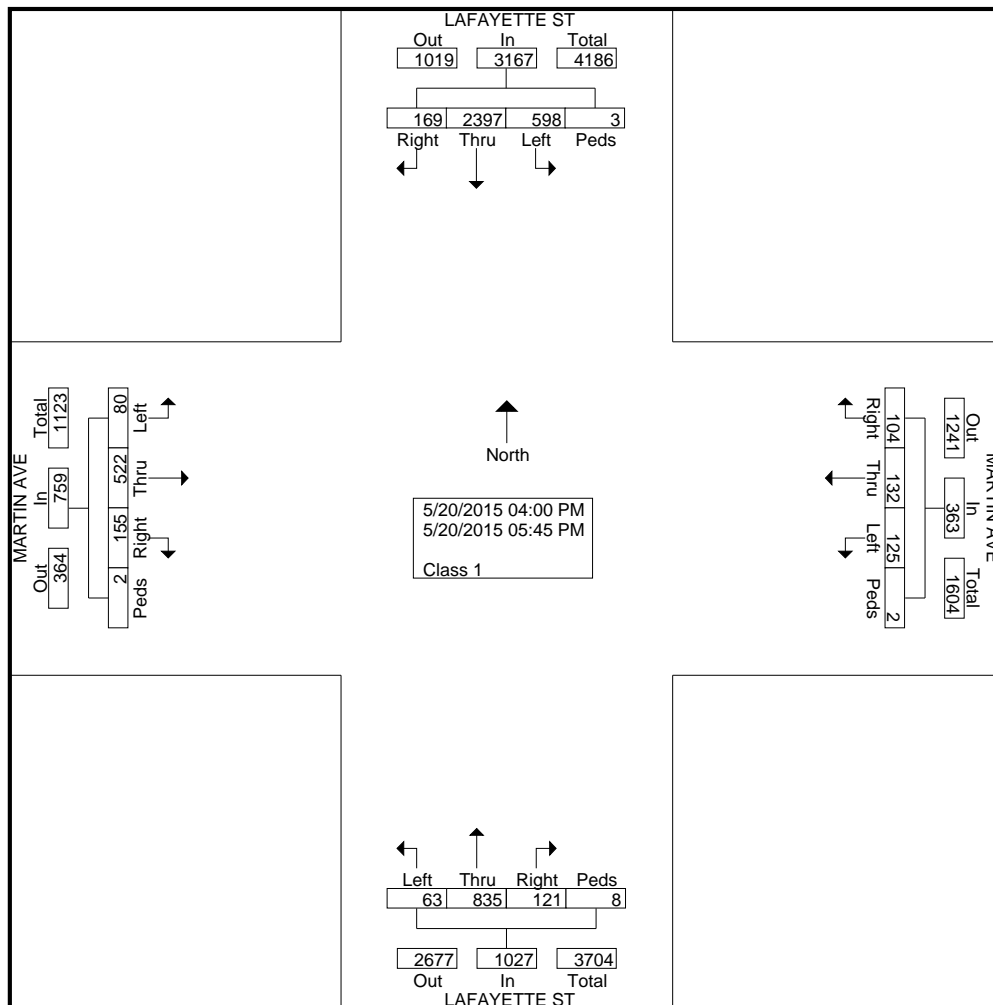 LAFAYETTE ST
Out In Total
1019 3167 4186
169 2397 598 3
Right Thru Left Peds
MARTIN AVE
Total In Out
1123 759 364
80 522 155 2
Left Thru Right Peds
North
5/20/2015 04:00 PM
5/20/2015 05:45 PM
Class 1
Right Thru Left Peds
104 132 125 2
Out In Total
1241 363 1604
MARTIN AVE
Left Thru Right Peds
63 835 121 8
2677 1027 3704
Out In Total
LAFAYETTE ST